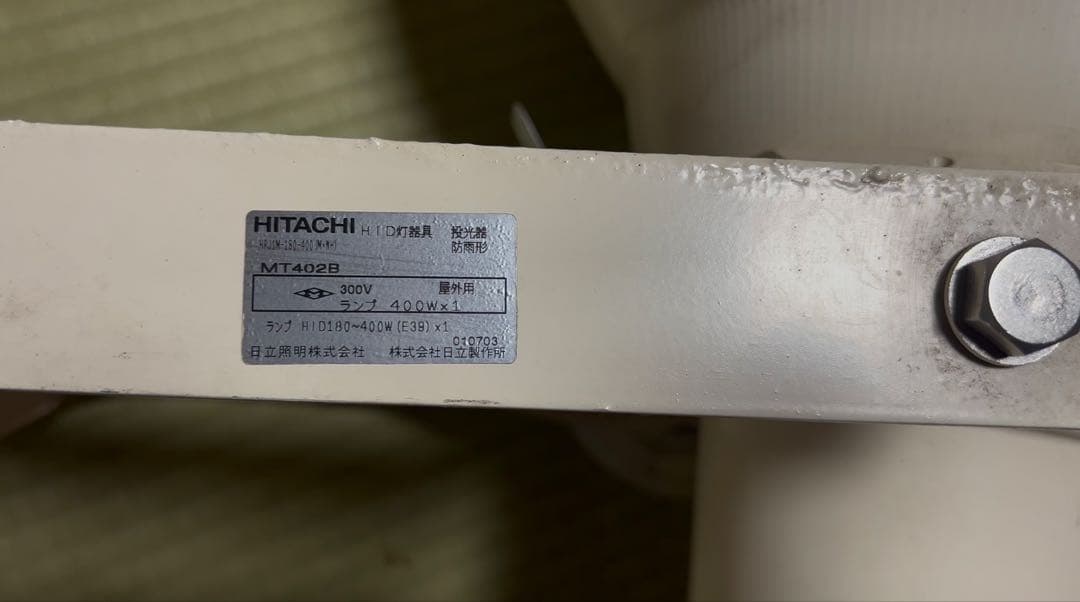 HITACHI HID灯器具 投光器
防雨形
MT402B
300V 屋外用
ランプ 400W×1
ランプ HID180~400W(E39)×1
010703
日立照明株式会社 株式会社日立製作所